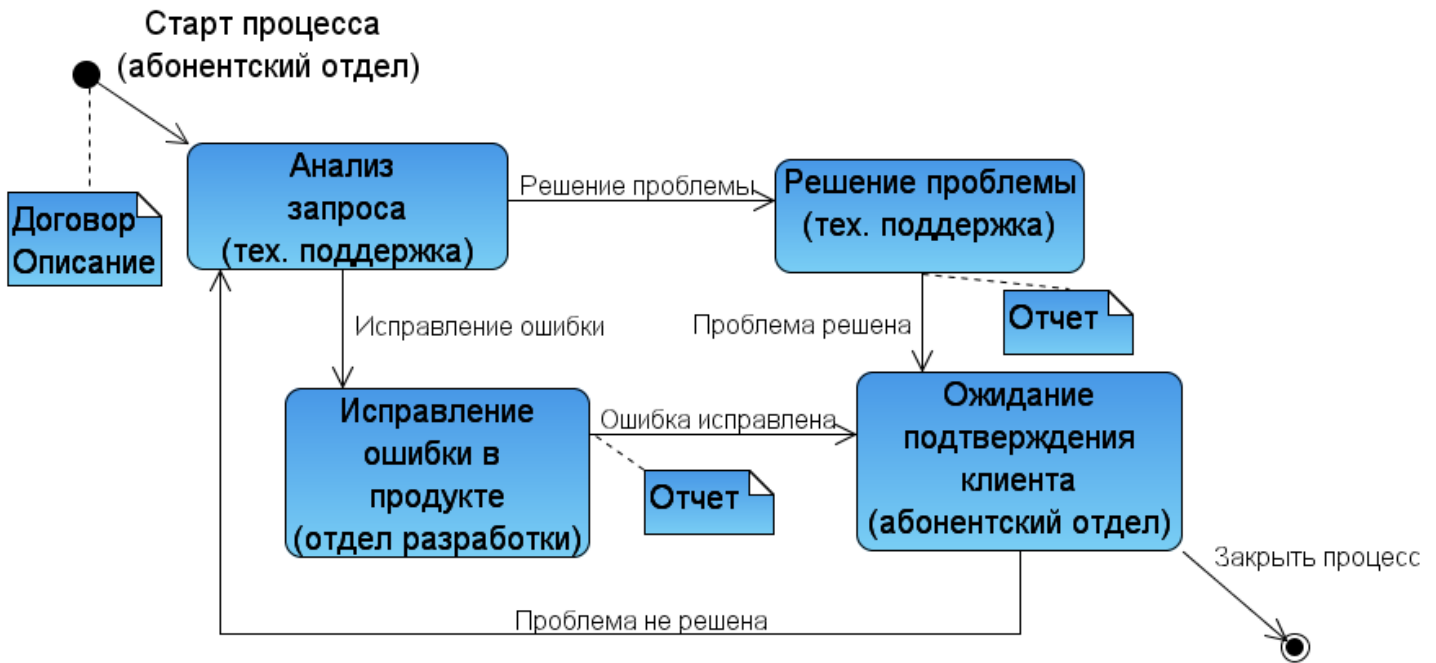 Старт процесса
(абонентский отдел)
Договор
Описание
Анализ
запроса
(тех. поддержка)
Решение проблемы
Решение проблемы
(тех. поддержка)
Отчет
Исправление ошибки
Проблема решена
Исправление
ошибки в
продукте
(отдел разработки)
Ошибка исправлена
Отчет
Ожидание
подтверждения
клиента
(абонентский отдел)
Закрыть процесс
Проблема не решена